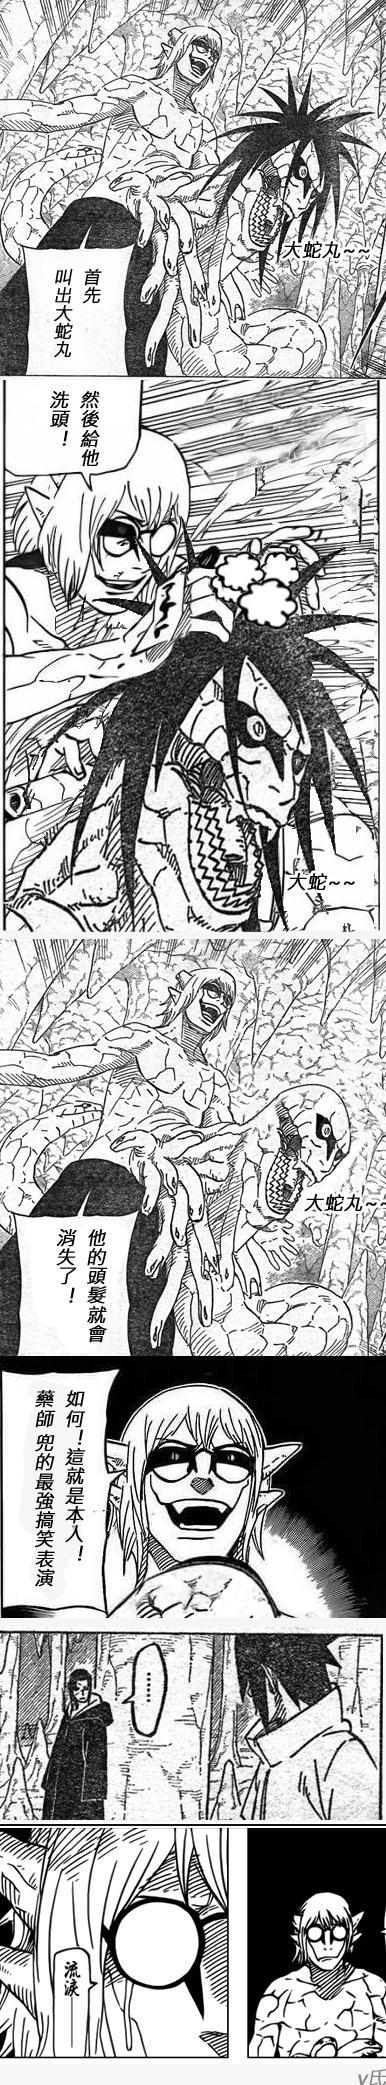 大蛇丸~~
首先
叫出大蛇丸
然後給他
洗頭！
大蛇~~
大蛇丸~~
他的頭髮就會
消失了！
如何！這就是本人！
藥師 兜的最強搞笑表演
………
流淚──
v氏